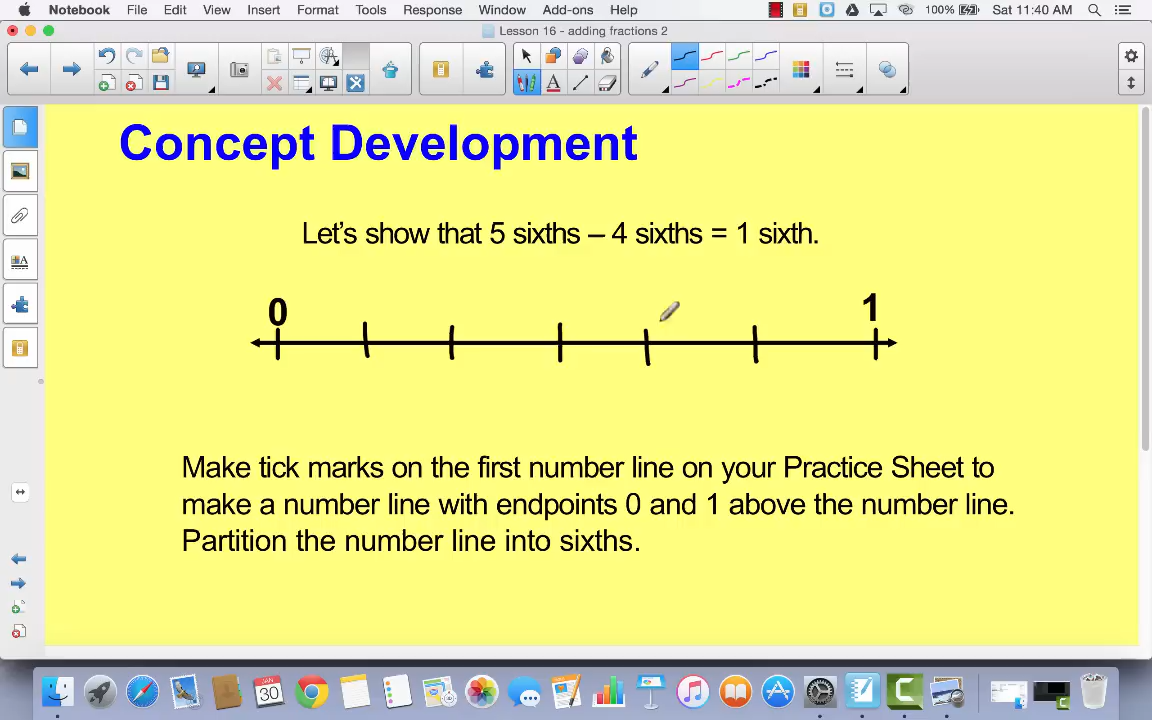 Notebook File Edit View Insert Format Tools Response Window Add-ons Help 100% Sat 11:40 AM
Lesson 16 - adding fractions 2
Concept Development
Let's show that 5 sixths – 4 sixths = 1 sixth.
0 1
Make tick marks on the first number line on your Practice Sheet to
make a number line with endpoints 0 and 1 above the number line.
Partition the number line into sixths.
JAN
30